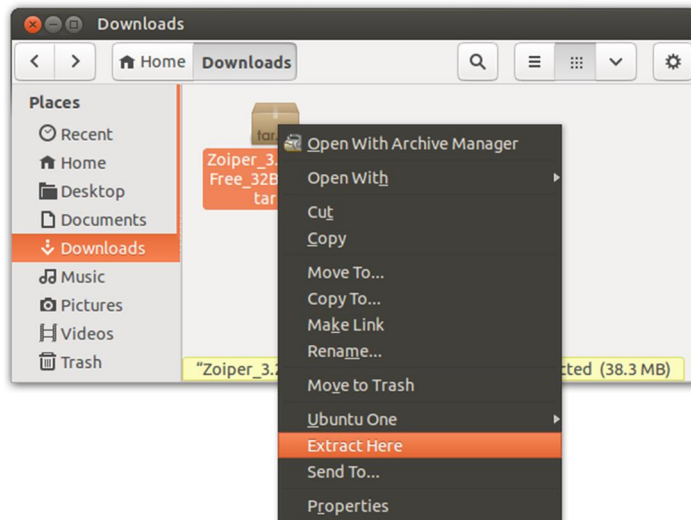 Downloads
Home
Downloads
Places
Recent
Home
Desktop
Documents
Downloads
Music
Pictures
Videos
Trash
tar.
Zoiper_3.
Free_32B
tar
"Zoiper_3.2
cted (38.3 MB)
Open With Archive Manager
Open With
Cut
Copy
Move To...
Copy To...
Make Link
Rename...
Move to Trash
Ubuntu One
Extract Here
Send To...
Properties